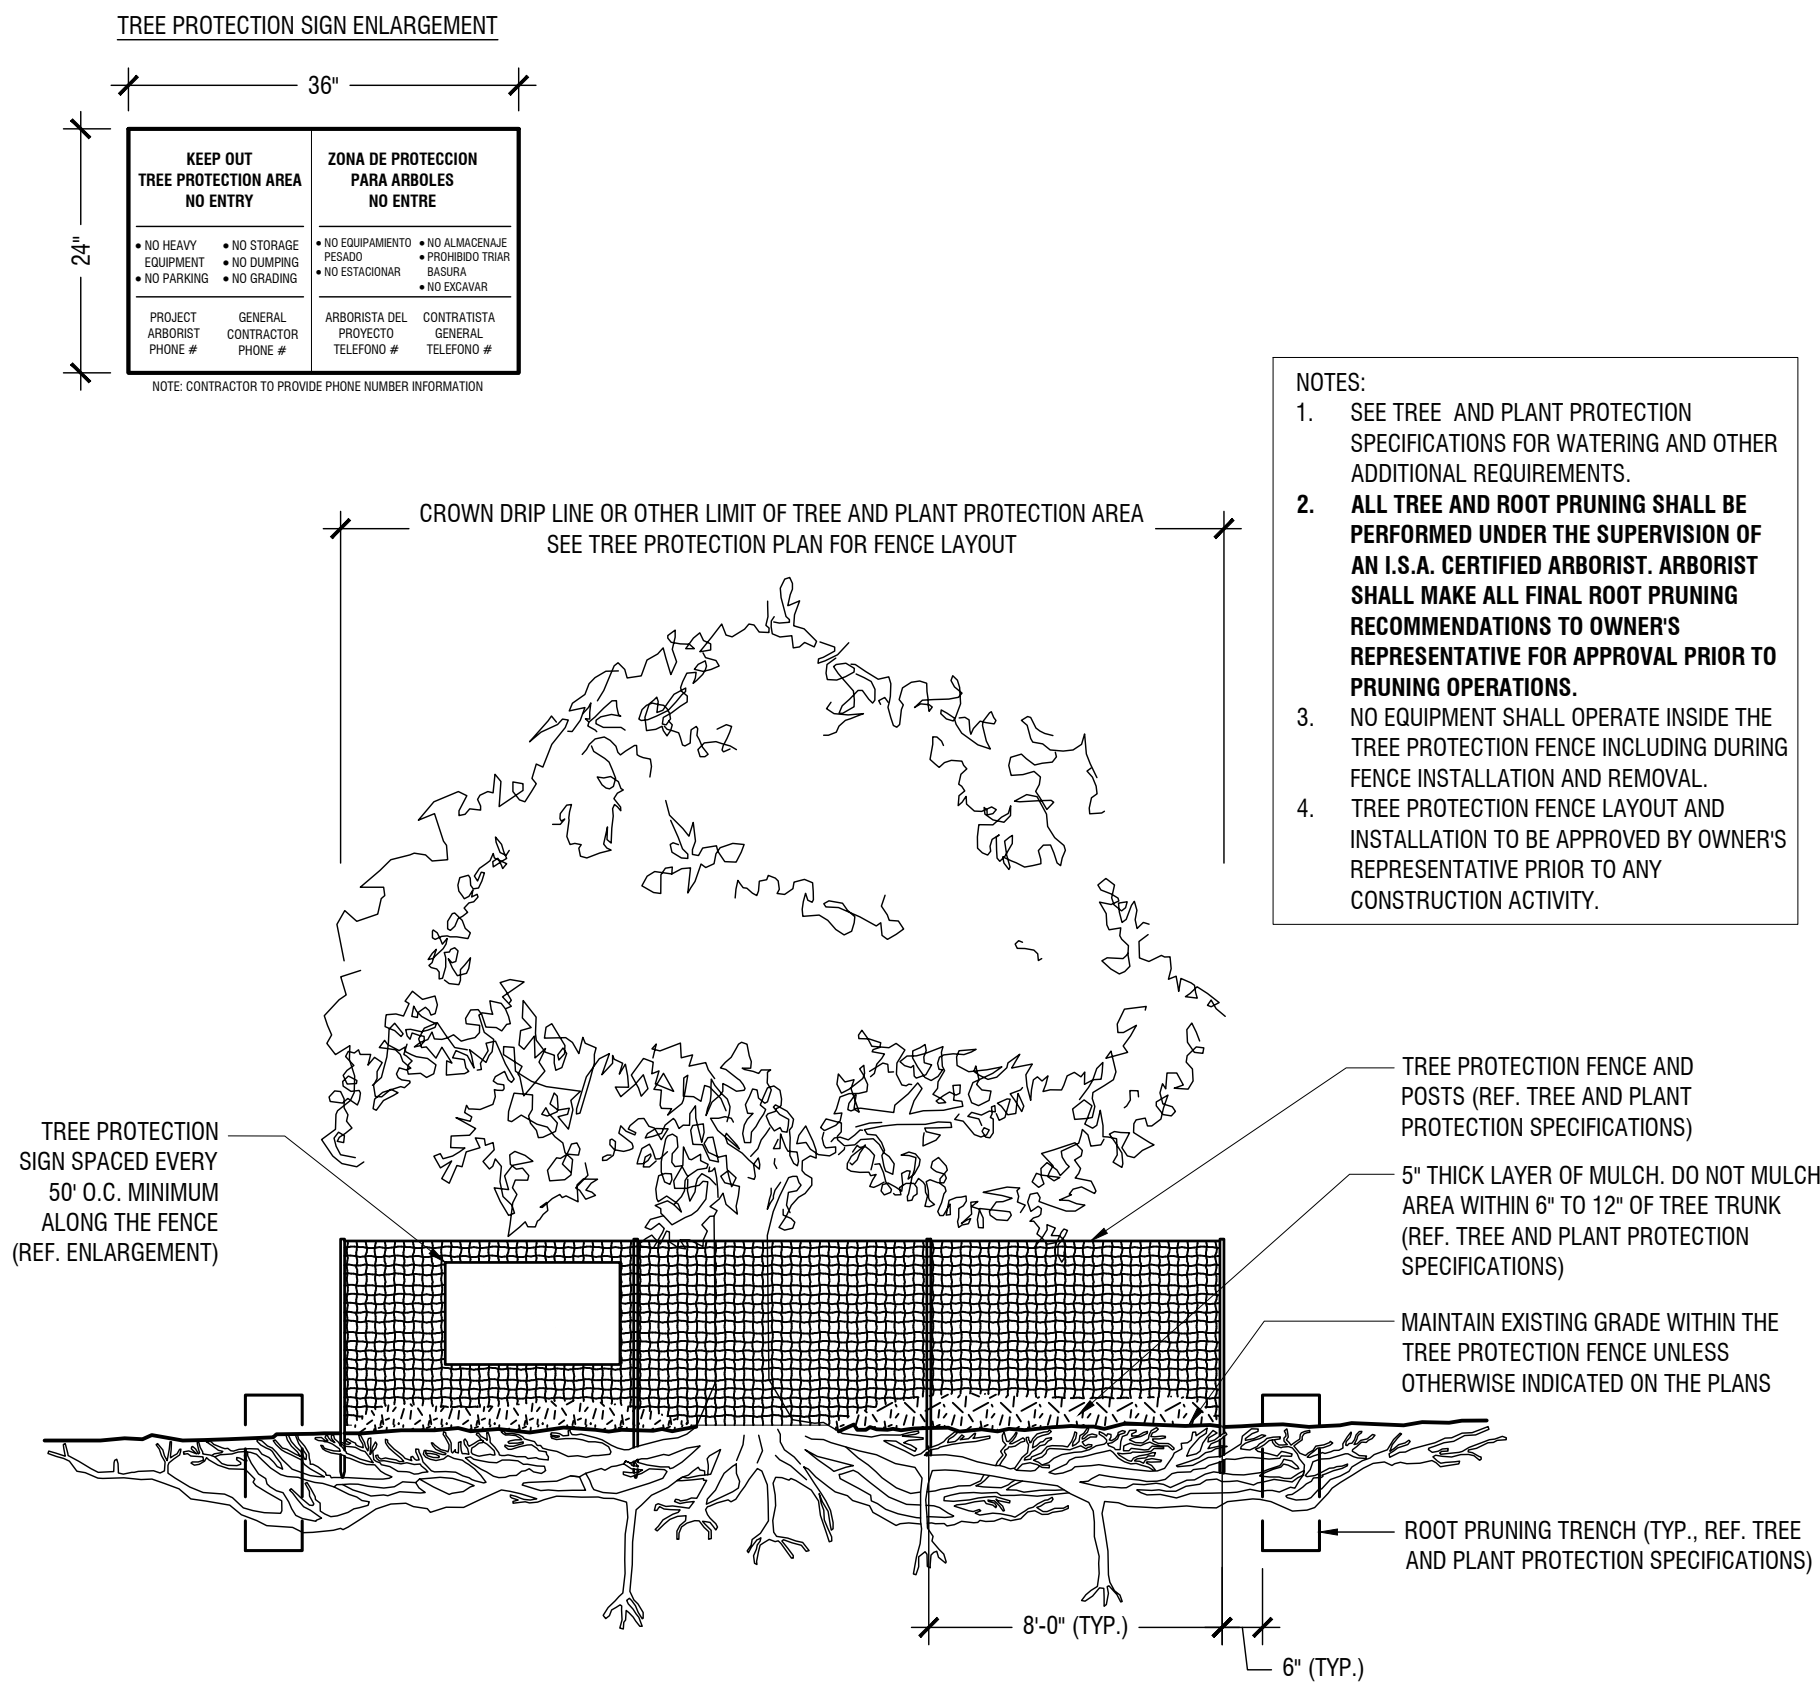 TREE PROTECTION SIGN ENLARGEMENT
36"
24"
KEEP OUT
TREE PROTECTION AREA
NO ENTRY
• NO HEAVY
EQUIPMENT
• NO PARKING
• NO STORAGE
• NO DUMPING
• NO GRADING
PROJECT
ARBORIST
PHONE #
GENERAL
CONTRACTOR
PHONE #
ZONA DE PROTECCION
PARA ARBOLES
NO ENTRE
• NO EQUIPAMIENTO
PESADO
• NO ESTACIONAR
• NO ALMACENAJE
• PROHIBIDO TRIAR
BASURA
• NO EXCAVAR
ARBORISTA DEL
PROYECTO
TELEFONO #
CONTRATISTA
GENERAL
TELEFONO #
NOTE: CONTRACTOR TO PROVIDE PHONE NUMBER INFORMATION
NOTES:
1. SEE TREE AND PLANT PROTECTION
SPECIFICATIONS FOR WATERING AND OTHER
ADDITIONAL REQUIREMENTS.
2. ALL TREE AND ROOT PRUNING SHALL BE
PERFORMED UNDER THE SUPERVISION OF
AN I.S.A. CERTIFIED ARBORIST. ARBORIST
SHALL MAKE ALL FINAL ROOT PRUNING
RECOMMENDATIONS TO OWNER'S
REPRESENTATIVE FOR APPROVAL PRIOR TO
PRUNING OPERATIONS.
3. NO EQUIPMENT SHALL OPERATE INSIDE THE
TREE PROTECTION FENCE INCLUDING DURING
FENCE INSTALLATION AND REMOVAL.
4. TREE PROTECTION FENCE LAYOUT AND
INSTALLATION TO BE APPROVED BY OWNER'S
REPRESENTATIVE PRIOR TO ANY
CONSTRUCTION ACTIVITY.
CROWN DRIP LINE OR OTHER LIMIT OF TREE AND PLANT PROTECTION AREA
SEE TREE PROTECTION PLAN FOR FENCE LAYOUT
TREE PROTECTION
SIGN SPACED EVERY
50' O.C. MINIMUM
ALONG THE FENCE
(REF. ENLARGEMENT)
TREE PROTECTION FENCE AND
POSTS (REF. TREE AND PLANT
PROTECTION SPECIFICATIONS)
5" THICK LAYER OF MULCH. DO NOT MULCH
AREA WITHIN 6" TO 12" OF TREE TRUNK
(REF. TREE AND PLANT PROTECTION
SPECIFICATIONS)
MAINTAIN EXISTING GRADE WITHIN THE
TREE PROTECTION FENCE UNLESS
OTHERWISE INDICATED ON THE PLANS
ROOT PRUNING TRENCH (TYP., REF. TREE
AND PLANT PROTECTION SPECIFICATIONS)
8'-0" (TYP.)
6" (TYP.)